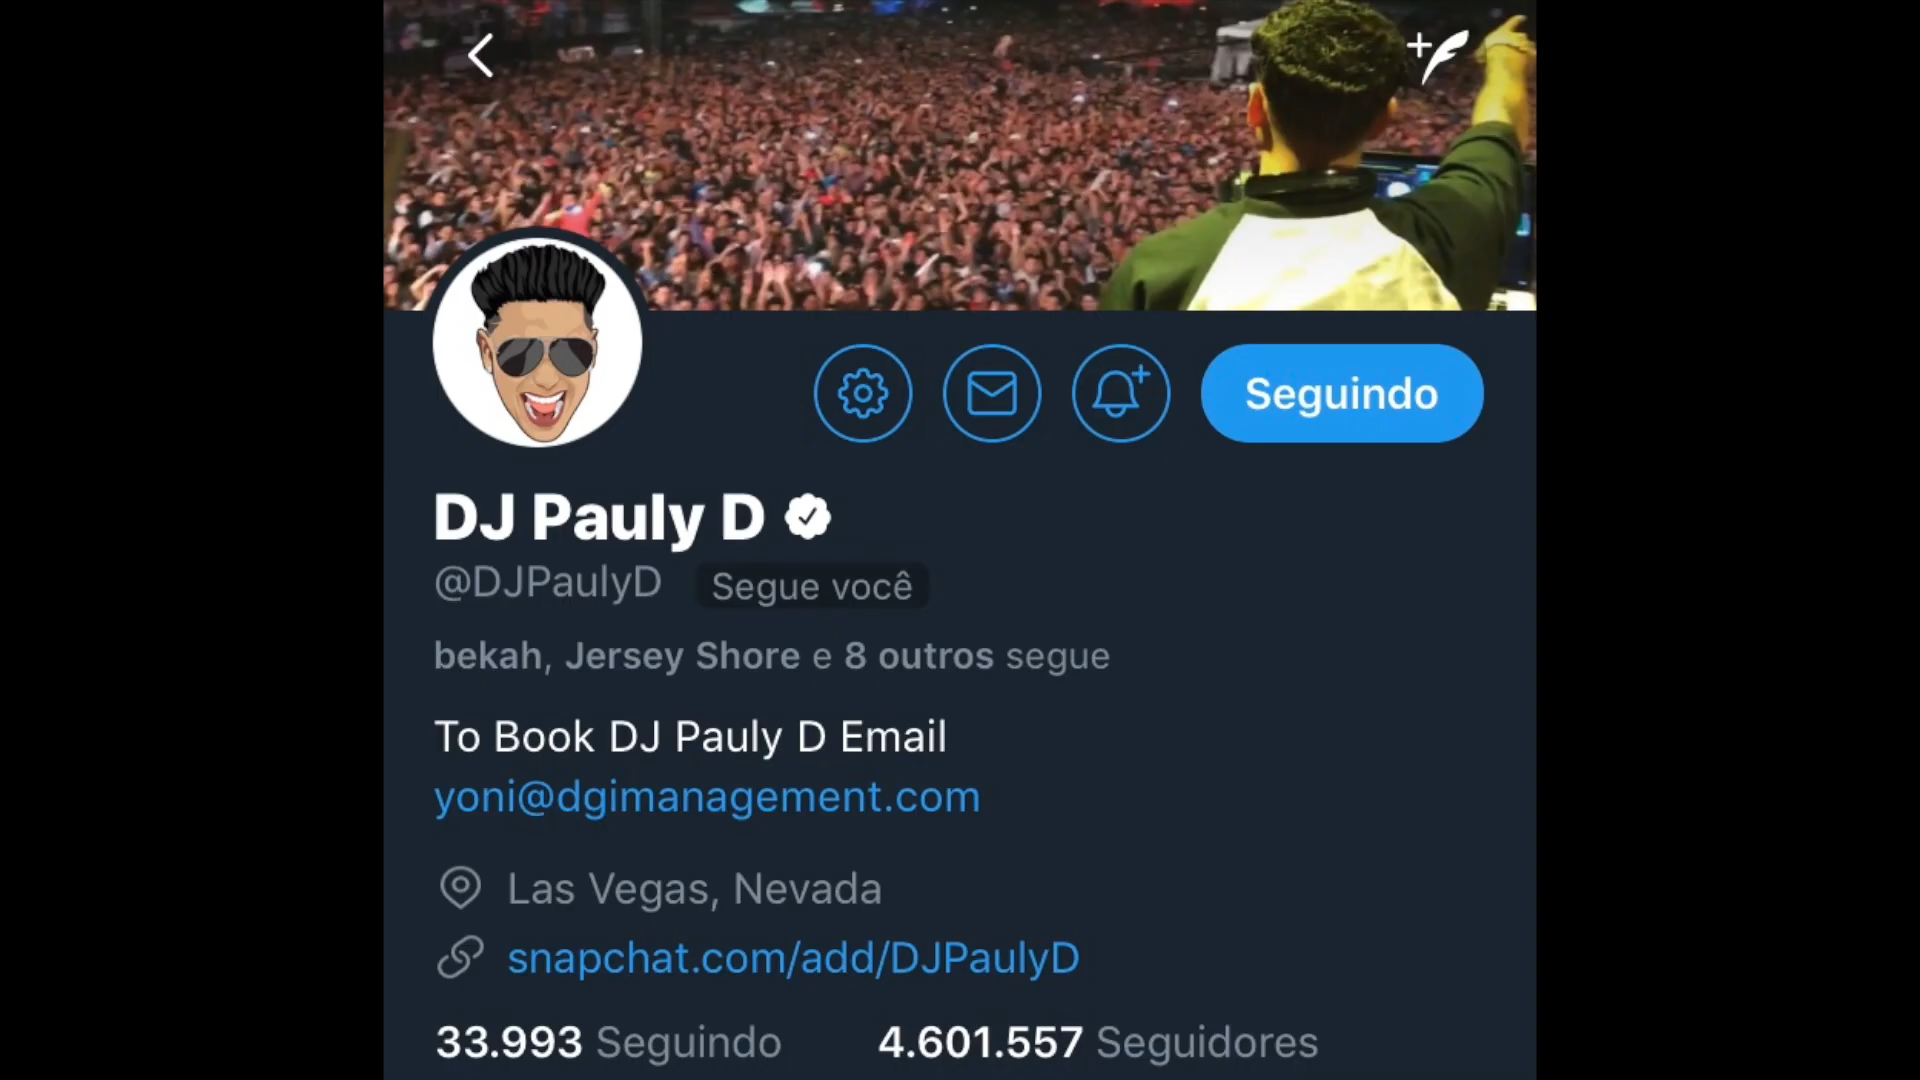 Seguindo
DJ Pauly D
@DJPaulyD Segue você
bekah, Jersey Shore e 8 outros segue
To Book DJ Pauly D Email
yoni@dgimanagement.com
Las Vegas, Nevada
snapchat.com/add/DJPaulyD
33.993 Seguindo 4.601.557 Seguidores